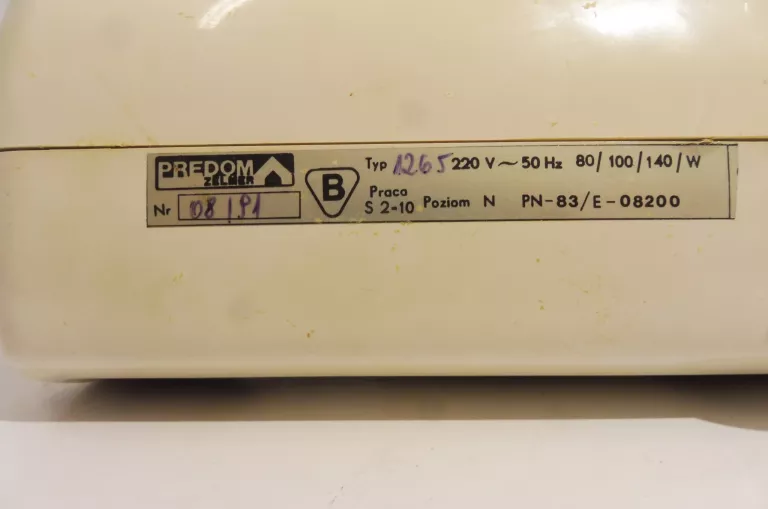 PREDOM
ZELMER
Nr 08/91
B
Typ 1265 220 V ~ 50 Hz 80/100/140/W
Praca
S 2-10 Poziom N PN-83/E-08200